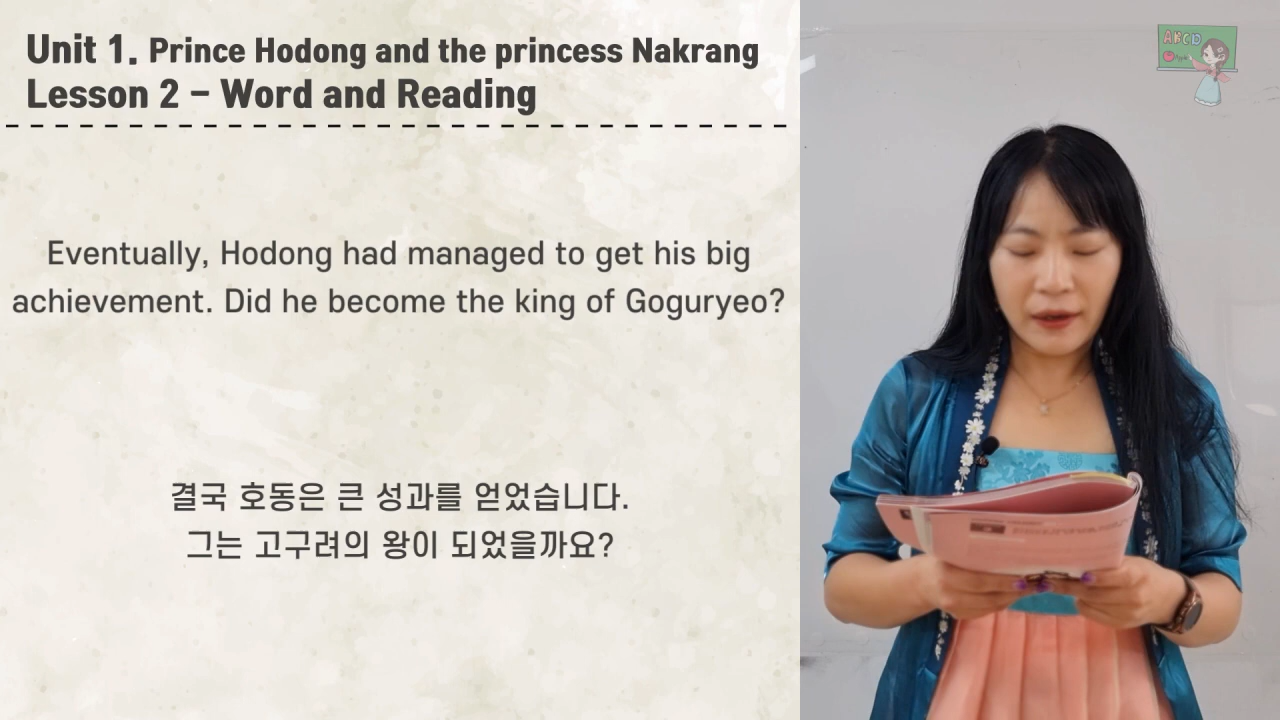 Unit 1. Prince Hodong and the princess Nakrang
Lesson 2 - Word and Reading
Eventually, Hodong had managed to get his big
achievement. Did he become the king of Goguryeo?
결국 호동은 큰 성과를 얻었습니다.
그는 고구려의 왕이 되었을까요?
ABCD